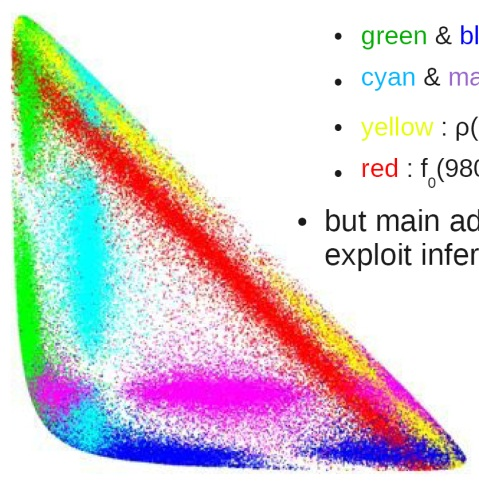 • green & bl
• cyan & ma
• yellow : ρ(
• red : f0(980
• but main ad
exploit infer